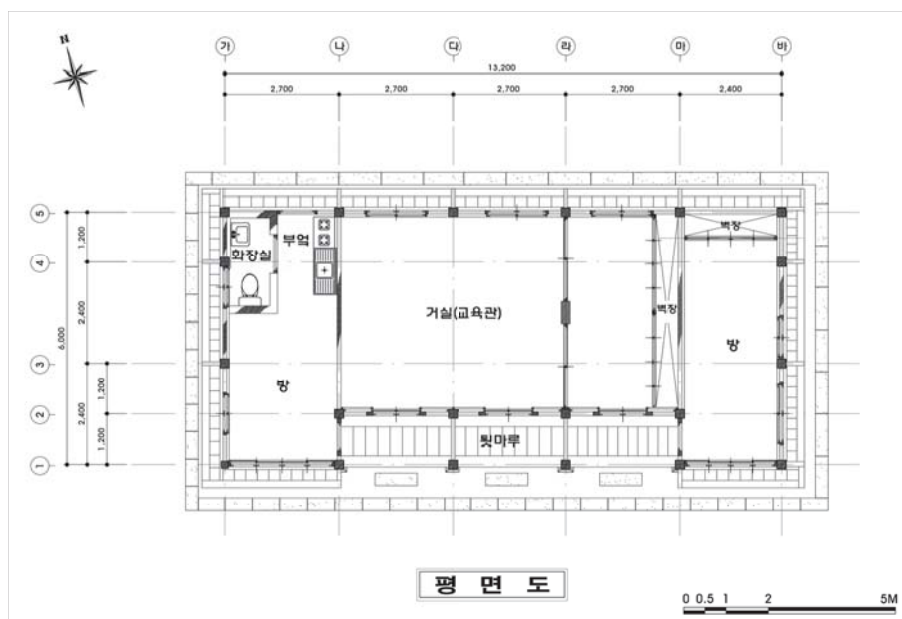 N
가 나 다 라 마 바
13,200
2,700 2,700 2,700 2,700 2,400
5
4
3
2
1
6,000
1,200
2,400
2,400
1,200
1,200
부엌
화장실
벽장
거실(교육관)
벽장
방
방
툇마루
평 면 도
0 0.5 1 2 5M